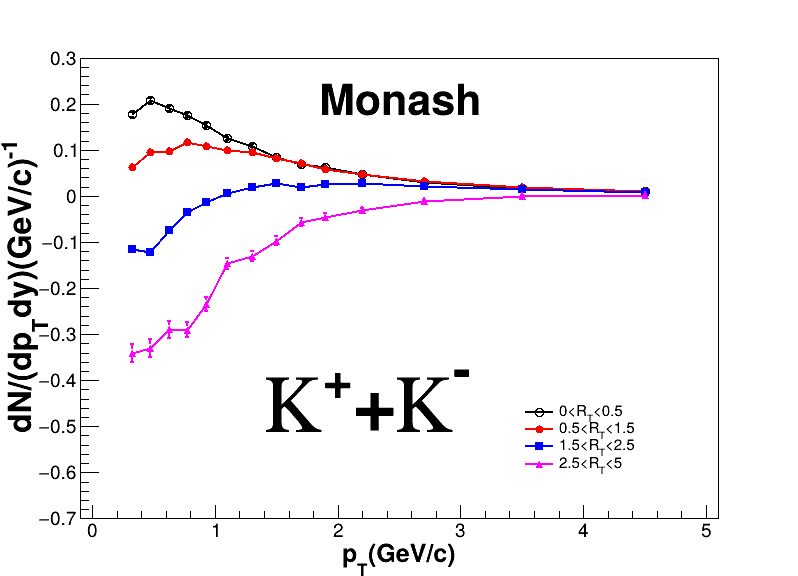 Monash
dN/(dp_T dy)(GeV/c)^-1
0.3
0.2
0.1
0
−0.1
−0.2
−0.3
−0.4
−0.5
−0.6
−0.7
K^+ + K^-
0<R_T<0.5
0.5<R_T<1.5
1.5<R_T<2.5
2.5<R_T<5
0 1 2 3 4 5
p_T(GeV/c)